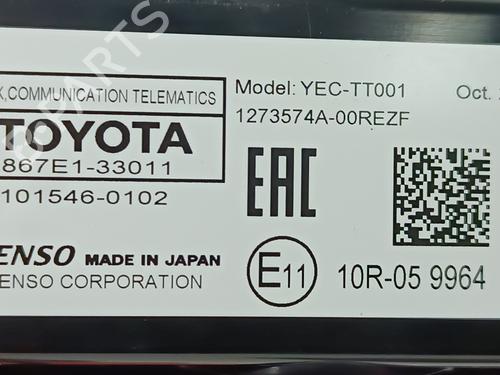 X,COMMUNICATION TELEMATICS
TOYOTA
867E1-33011
101546-0102
ENSO MADE IN JAPAN
ENSO CORPORATION
Model: YEC-TT001 Oct.
1273574A-00REZF
EAC
E11 10R-05 9964
PARTS